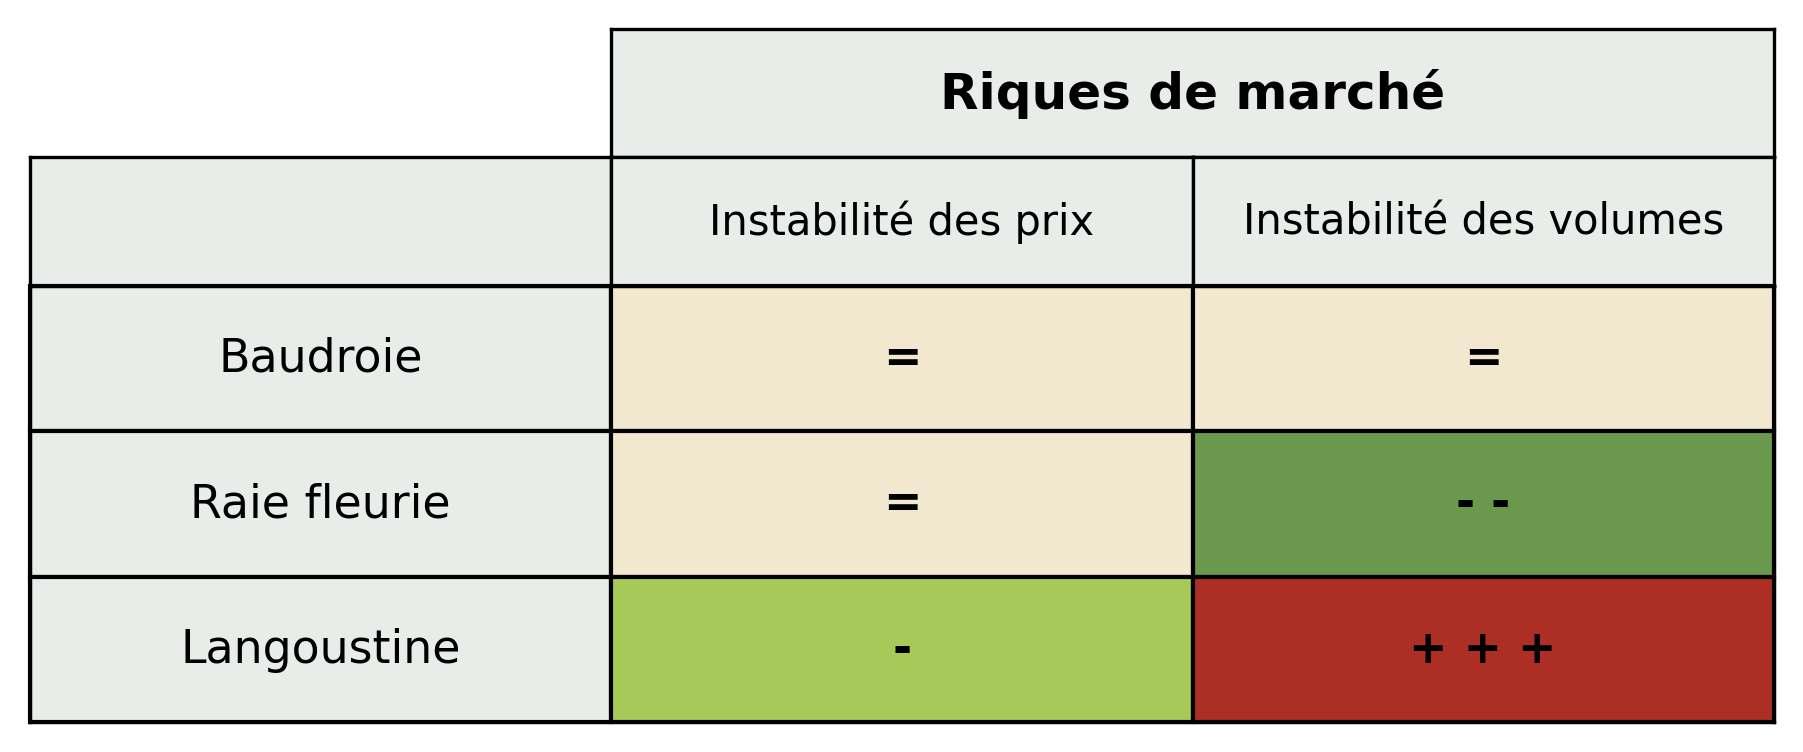 Riques de marché
Instabilité des prix Instabilité des volumes
Baudroie = =
Raie fleurie = - -
Langoustine - + + +